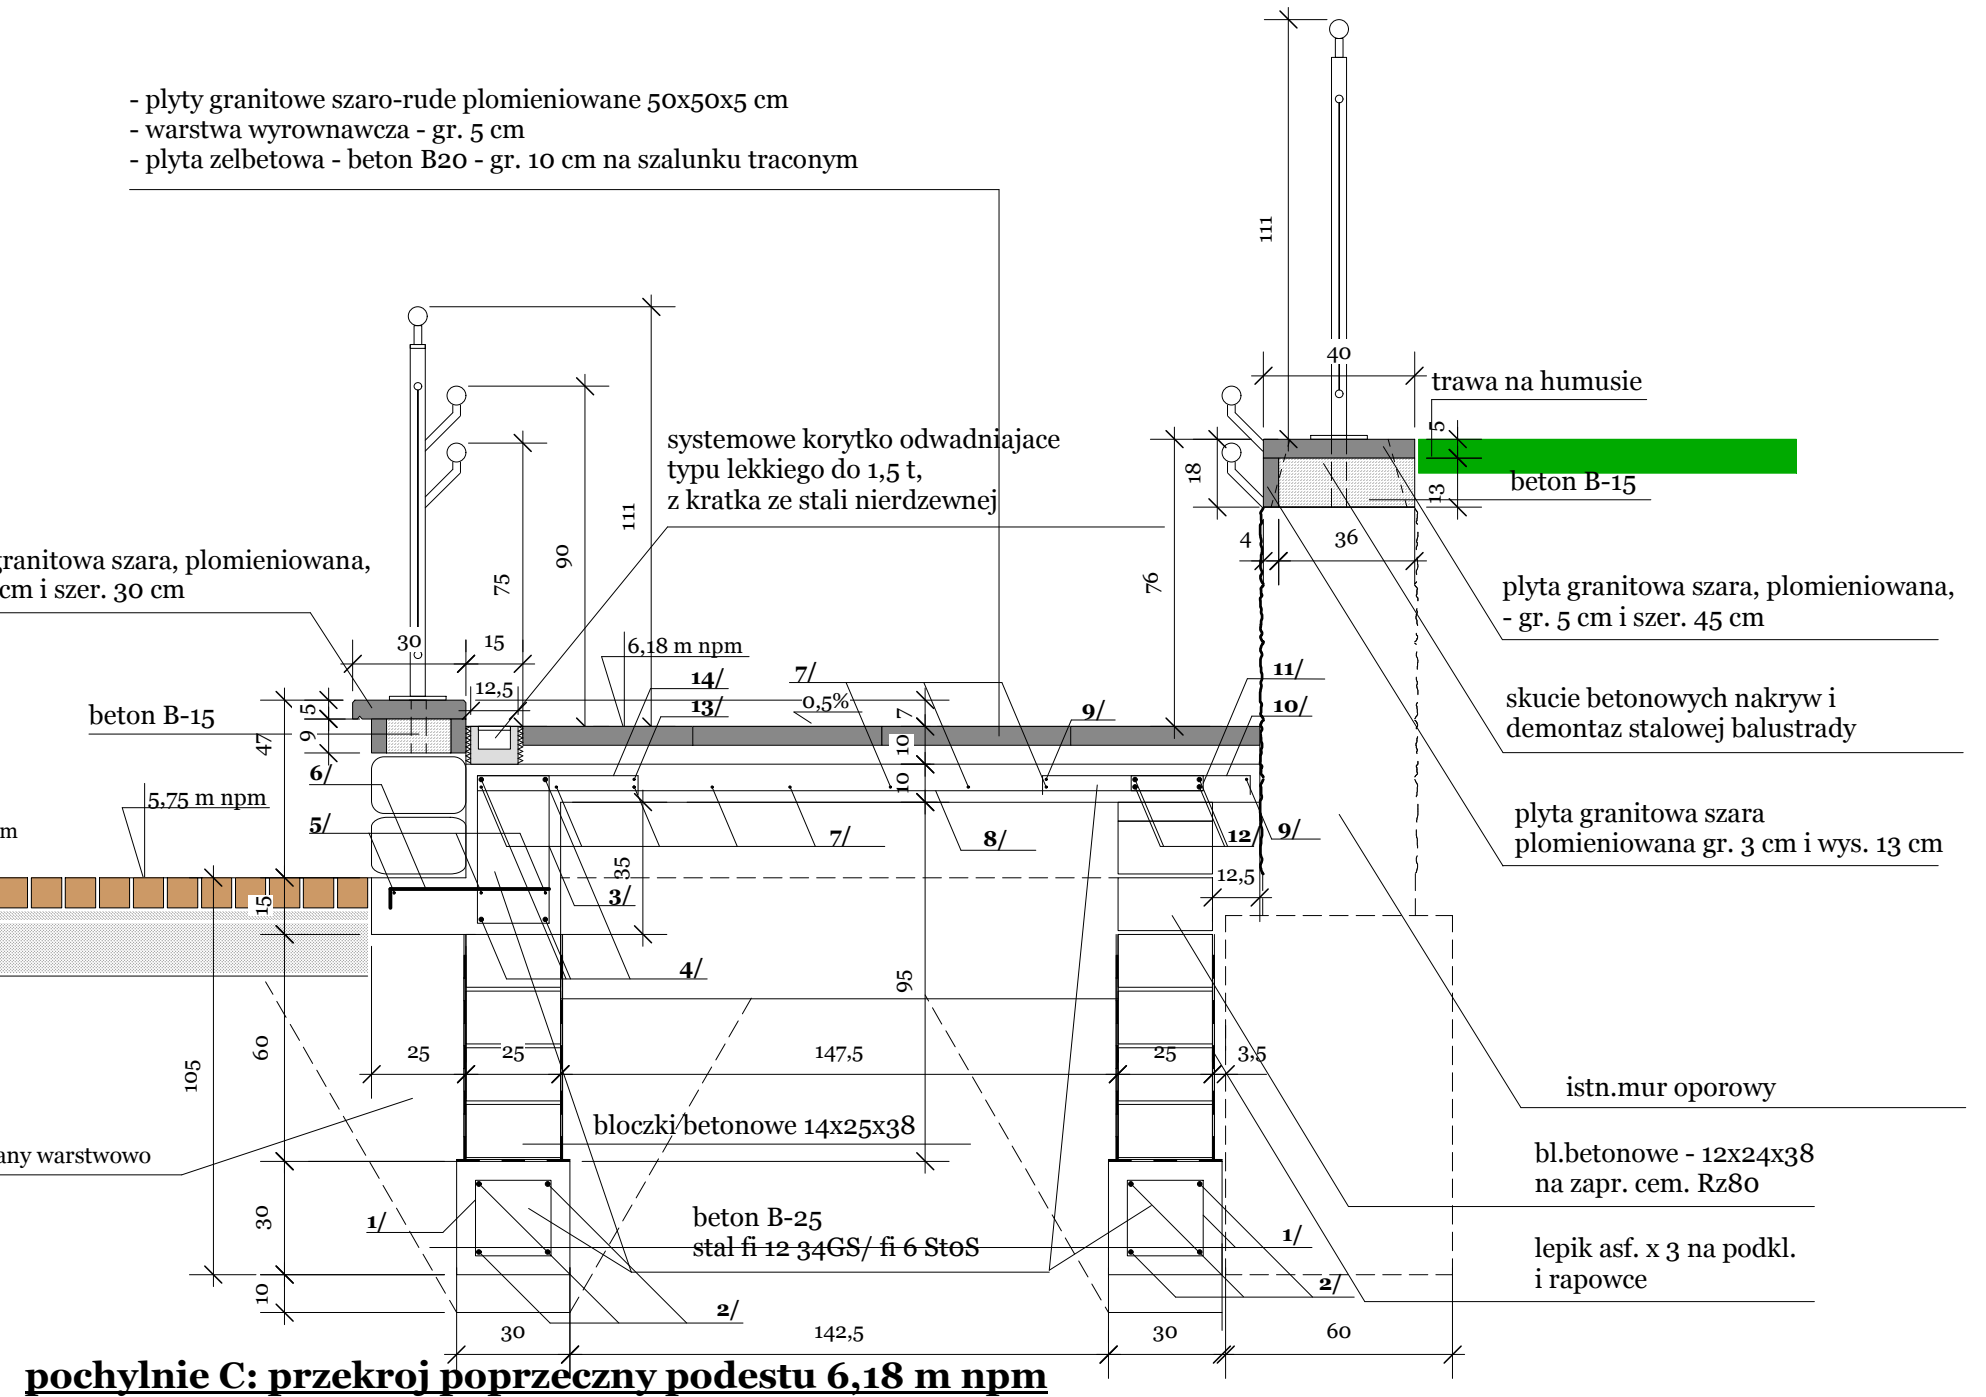 - plyty granitowe szaro-rude plomieniowane 50x50x5 cm
- warstwa wyrownawcza - gr. 5 cm
- plyta zelbetowa - beton B20 - gr. 10 cm na szalunku traconym
111
40
trawa na humusie
5
beton B-15
13
18
4
36
76
systemowe korytko odwadniajace
typu lekkiego do 1,5 t,
z kratka ze stali nierdzewnej
111
90
75
granitowa szara, plomieniowana,
cm i szer. 30 cm
plyta granitowa szara, plomieniowana,
- gr. 5 cm i szer. 45 cm
30
15
6,18 m npm
12,5
14/
7/
11/
13/
0,5%
9/
10/
beton B-15
5
9
47
7
10
10
skucie betonowych nakryw i
demontaz stalowej balustrady
6/
5,75 m npm
m
5/
7/
8/
12/
9/
plyta granitowa szara
plomieniowana gr. 3 cm i wys. 13 cm
35
12,5
15
3/
4/
95
60
105
25
25
147,5
25
3,5
istn.mur oporowy
bloczki betonowe 14x25x38
any warstwowo
bl.betonowe - 12x24x38
na zapr. cem. Rz80
30
1/
beton B-25
stal fi 12 34GS/ fi 6 StoS
1/
lepik asf. x 3 na podkl.
i rapowce
10
2/
2/
30
142,5
30
60
pochylnie C: przekroj poprzeczny podestu 6,18 m npm